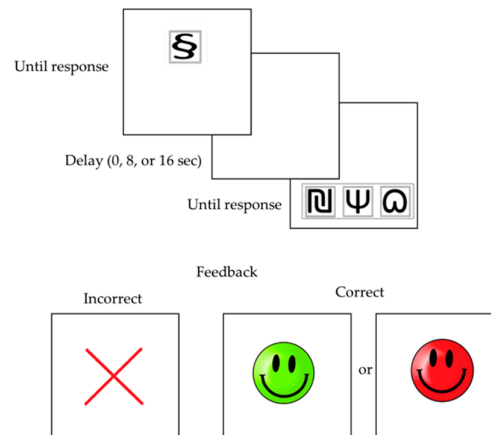 §
Until response
Delay (0, 8, or 16 sec)
Until response
₪ Ψ ϖ
Feedback
Incorrect
Correct
or